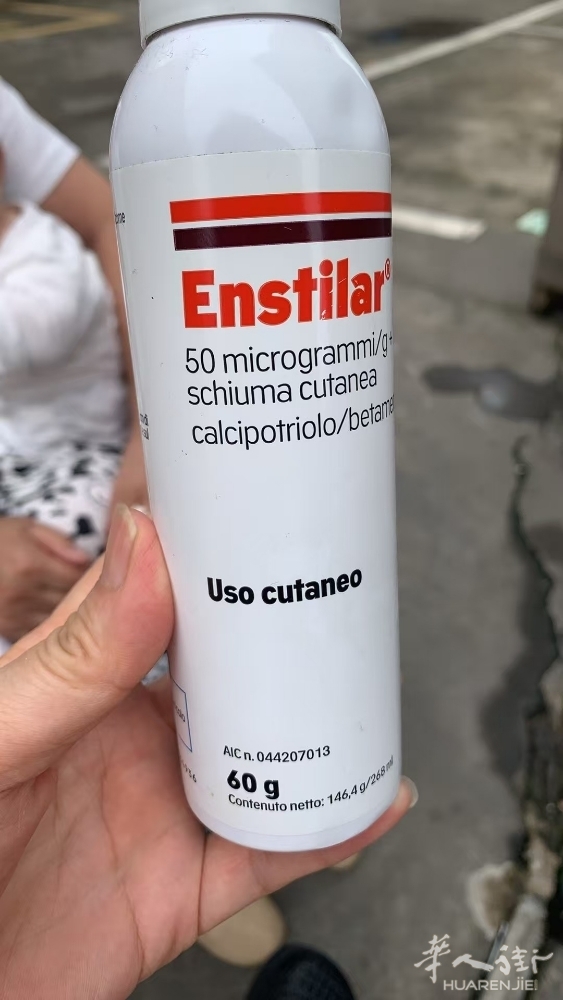 Enstilar®
50 microgrammi/g+
schiuma cutanea
calcipotriolo/betame
Uso cutaneo
AIC n. 044207013
60 g
Contenuto netto: 146,4 g/268 ml
華人街
HUARENJIE